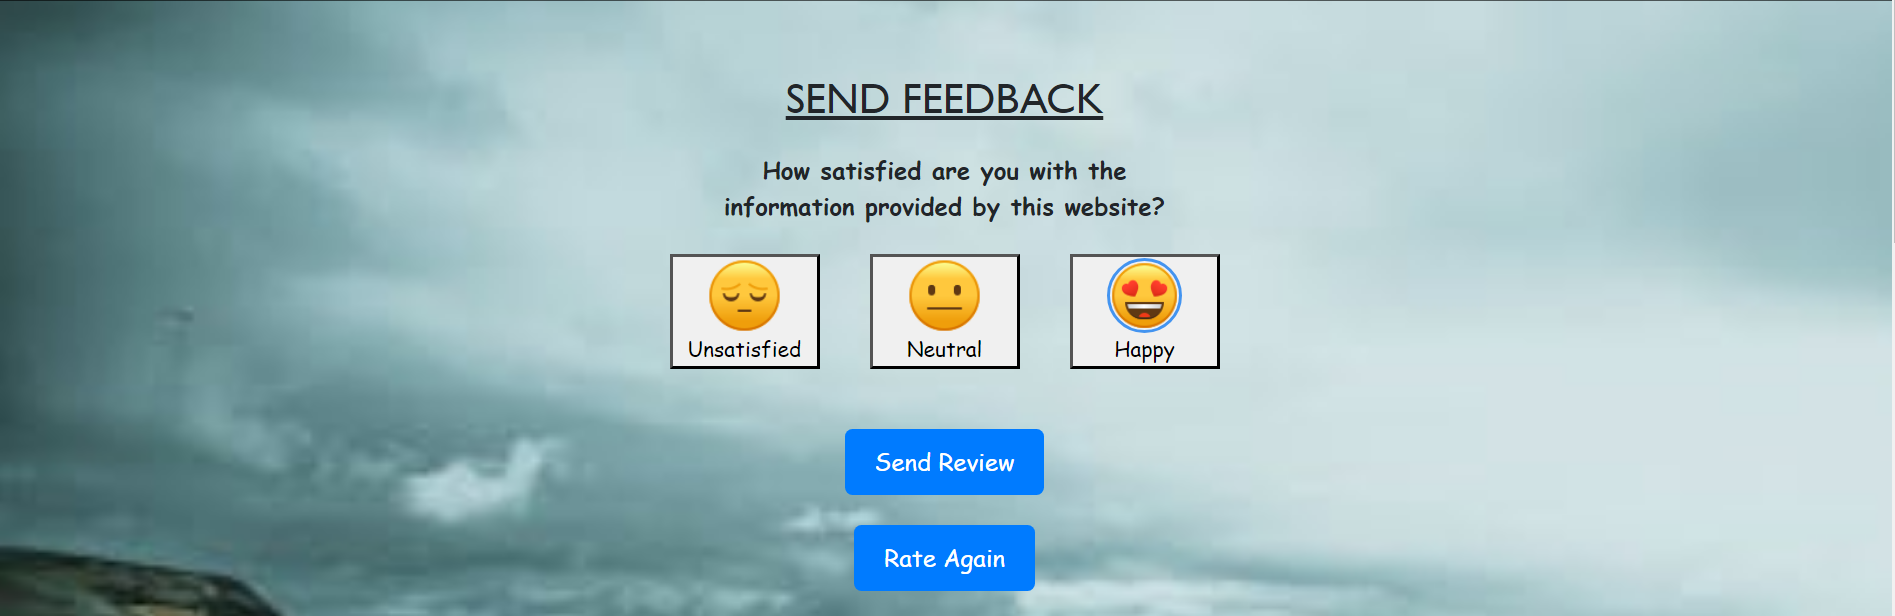 SEND FEEDBACK
How satisfied are you with the
information provided by this website?
Unsatisfied
Neutral
Happy
Send Review
Rate Again